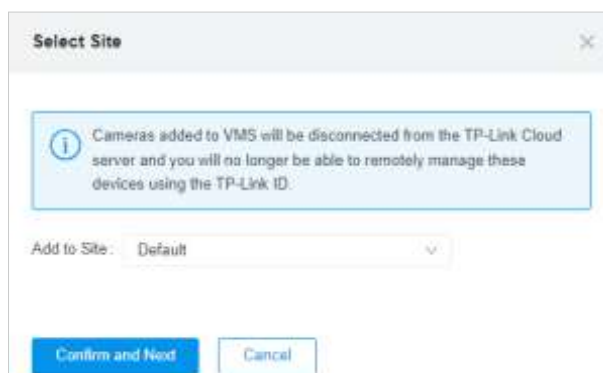 Select Site
Cameras added to VMS will be disconnected from the TP-Link Cloud
server and you will no longer be able to remotely manage these
devices using the TP-Link ID.
Add to Site: Default
Confirm and Next Cancel